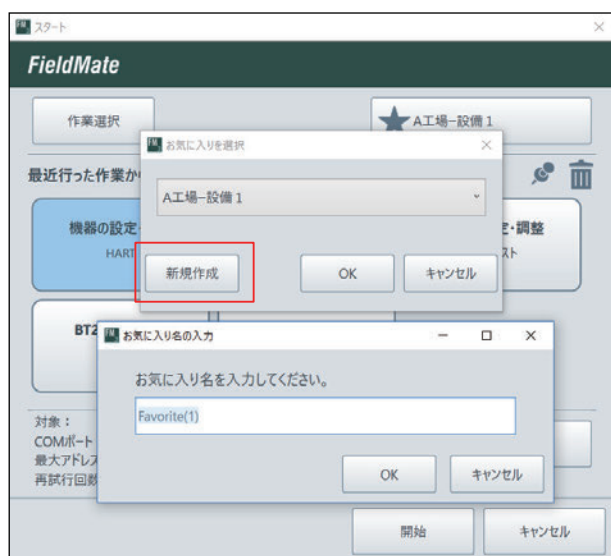 FM スタート
FieldMate
作業選択
★ A工場−設備 1
FM お気に入りを選択
最近行った作業か
A工場−設備 1
機器の設定
HART
・調整
スト
新規作成
OK
キャンセル
BT2
FM お気に入り名の入力
お気に入り名を入力してください。
Favorite(1)
対象：
COMポート
最大アドレ
再試行回数
OK
キャンセル
開始
キャンセル